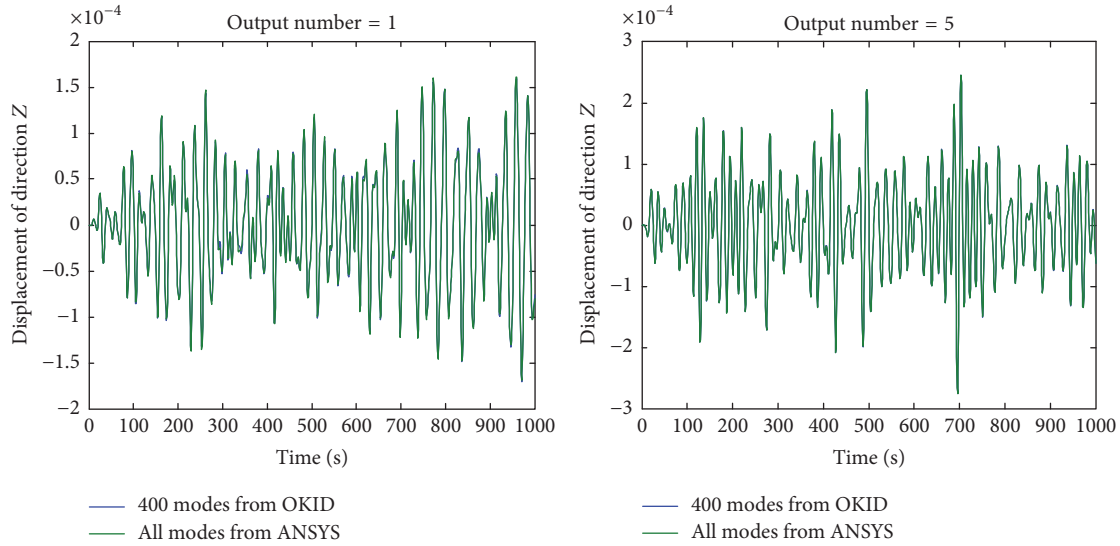 Output number = 1
×10⁻⁴
2
1.5
1
0.5
0
−0.5
−1
−1.5
−2
Displacement of direction Z
0 100 200 300 400 500 600 700 800 900 1000
Time (s)
400 modes from OKID
All modes from ANSYS
Output number = 5
×10⁻⁴
3
2
1
0
−1
−2
−3
Displacement of direction Z
0 100 200 300 400 500 600 700 800 900 1000
Time (s)
400 modes from OKID
All modes from ANSYS